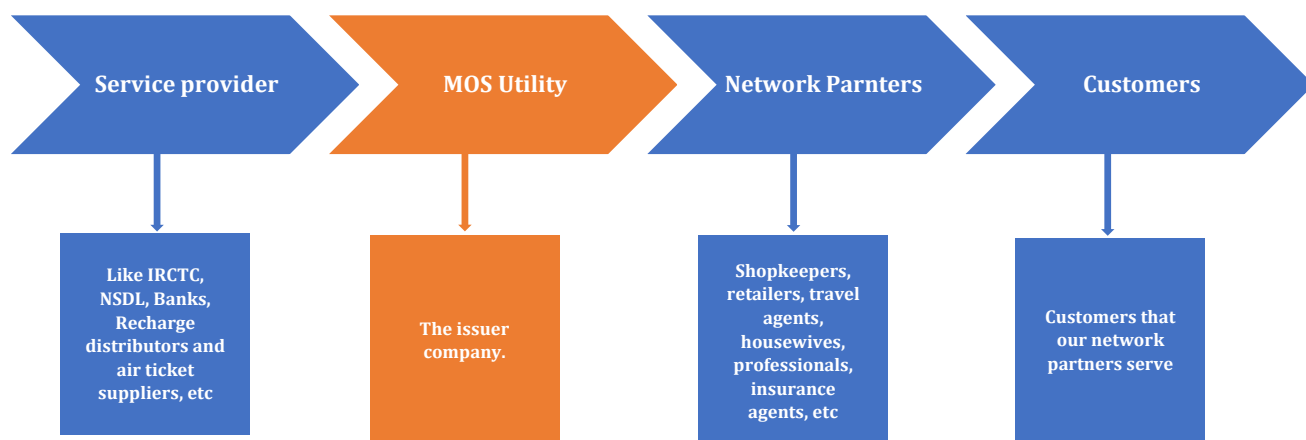 Service provider
MOS Utility
Network Parnters
Customers
Like IRCTC,
NSDL, Banks,
Recharge
distributors and
air ticket
suppliers, etc
The issuer
company.
Shopkeepers,
retailers, travel
agents,
housewives,
professionals,
insurance
agents, etc
Customers that
our network
partners serve